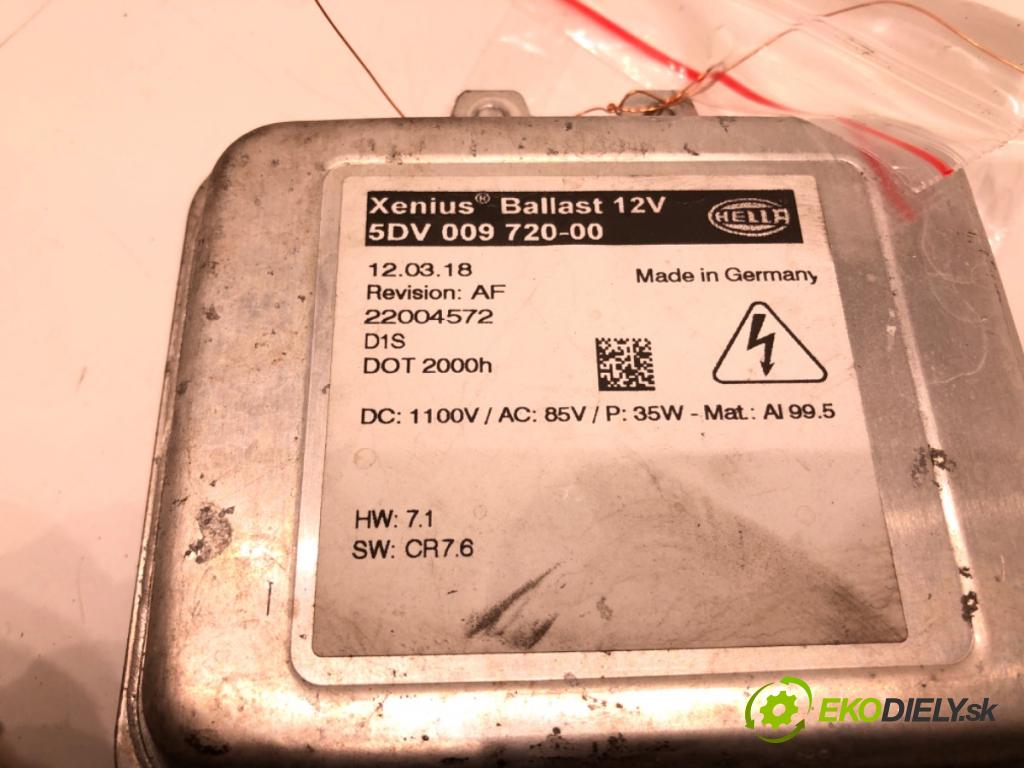 Xenius® Ballast 12V
5DV 009 720-00
HELLA
12.03.18
Made in Germany
Revision: AF
22004572
D1S
DOT 2000h
DC: 1100V / AC: 85V / P: 35W - Mat.: Al 99.5
HW: 7.1
SW: CR7.6
EKODIELY.sk